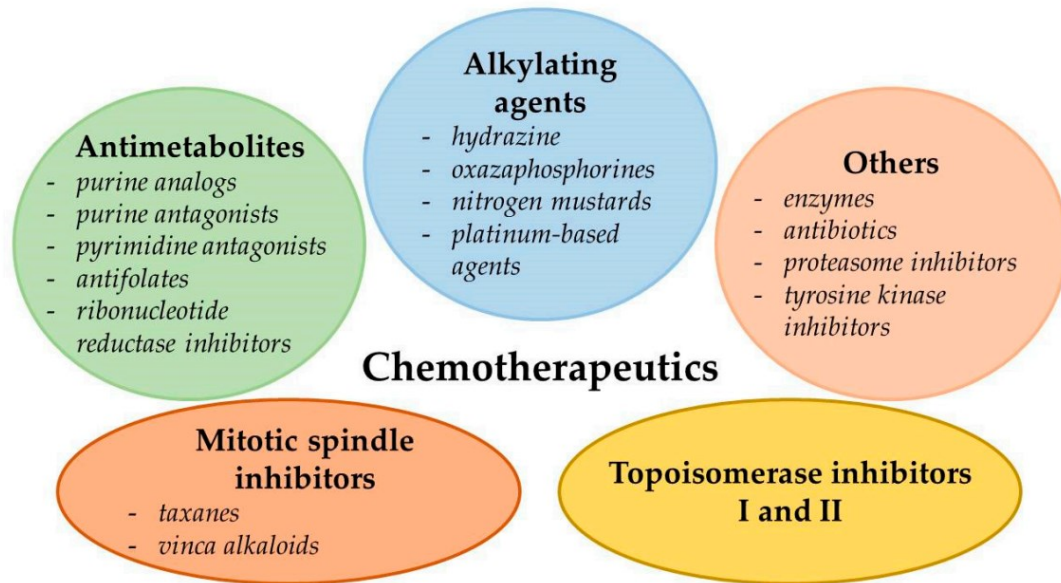 Alkylating
agents
- hydrazine
- oxazaphosphorines
- nitrogen mustards
- platinum-based
agents
Antimetabolites
- purine analogs
- purine antagonists
- pyrimidine antagonists
- antifolates
- ribonucleotide
reductase inhibitors
Others
- enzymes
- antibiotics
- proteasome inhibitors
- tyrosine kinase
inhibitors
Chemotherapeutics
Mitotic spindle
inhibitors
- taxanes
- vinca alkaloids
Topoisomerase inhibitors
I and II